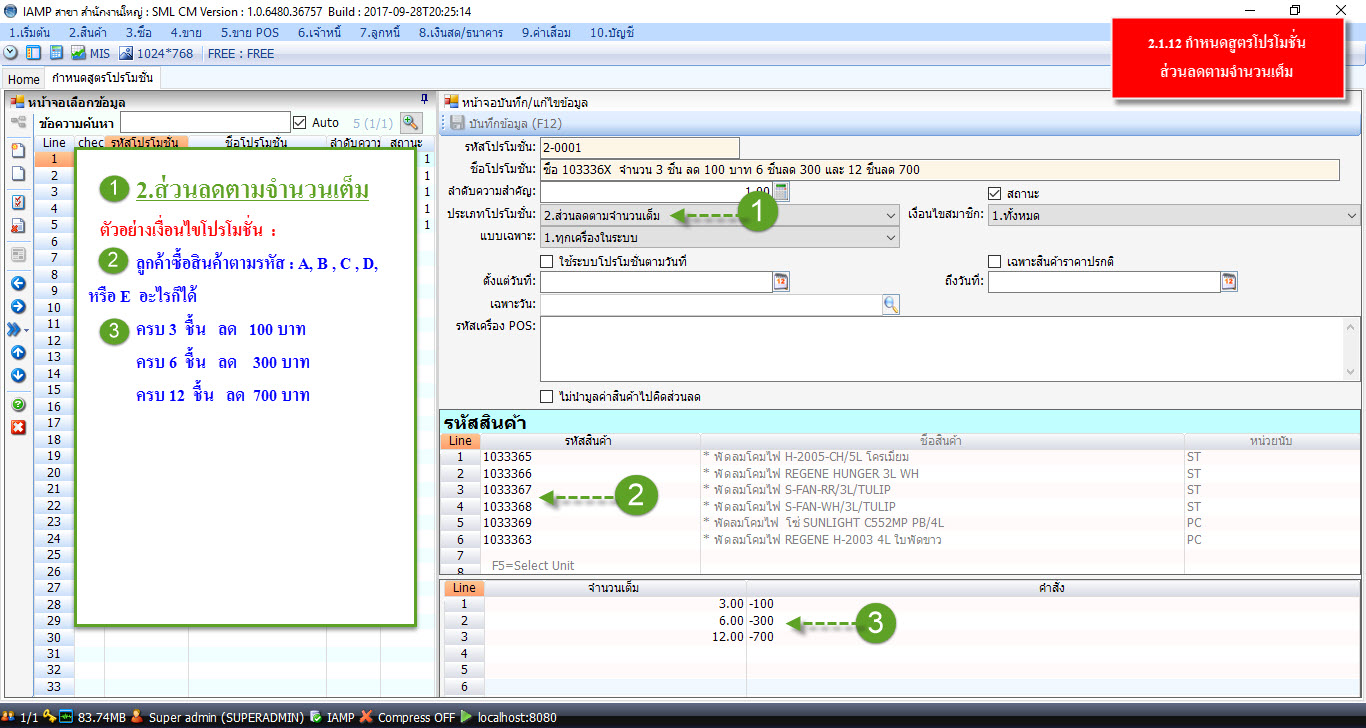 IAMP สาขา สำนักงานใหญ่ : SML CM Version : 1.0.6480.36757 Build : 2017-09-28T20:25:14
1.เริ่มต้น 2.สินค้า 3.ซื้อ 4.ขาย 5.ขาย POS 6.เจ้าหนี้ 7.ลูกหนี้ 8.เงินสด/ธนาคาร 9.ค่าเสื่อม 10.บัญชี
MIS 1024*768 FREE : FREE
2.1.12 กำหนดสูตรโปรโมชั่น
ส่วนลดตามจำนวนเต็ม
Home กำหนดสูตรโปรโมชั่น
หน้าจอเลือกข้อมูล
ข้อความค้นหา Auto 5 (1/1)
Line chec รหัสโปรโมชั่น ชื่อโปรโมชั่น ลำดับความ สถานะ
1 1
2 1
3 1
4 1
5 1
6
7
8
9
10
11
12
13
14
15
16
17
18
19
20
21
22
23
24
25
26
27
28
29
30
31
32
33
1 2.ส่วนลดตามจำนวนเต็ม
ตัวอย่างเงื่อนไขโปรโมชั่น :
2 ลูกค้าซื้อสินค้าตามรหัส : A, B , C , D,
หรือ E อะไรก็ได้
3 ครบ 3 ชิ้น ลด 100 บาท
ครบ 6 ชิ้น ลด 300 บาท
ครบ 12 ชิ้น ลด 700 บาท
หน้าจอบันทึก/แก้ไขข้อมูล
บันทึกข้อมูล (F12)
รหัสโปรโมชั่น: 2-0001
ชื่อโปรโมชั่น: ซื้อ 103336X จำนวน 3 ชิ้น ลด 100 บาท 6 ชิ้นลด 300 และ 12 ชิ้นลด 700
ลำดับความสำคัญ: 1.00 สถานะ
ประเภทโปรโมชั่น: 2.ส่วนลดตามจำนวนเต็ม 1 เงื่อนไขสมาชิก: 1.ทั้งหมด
แบบเฉพาะ: 1.ทุกเครื่องในระบบ
ใช้ระบบโปรโมชั่นตามวันที่ เฉพาะสินค้าราคาปรกติ
ตั้งแต่วันที่: 12 ถึงวันที่: 12
เฉพาะวัน:
รหัสเครื่อง POS:
ไม่นำมูลค่าสินค้าไปคิดส่วนลด
รหัสสินค้า
Line รหัสสินค้า ชื่อสินค้า หน่วยนับ
1 1033365 * พัดลมโคมไฟ H-2005-CH/5L โครเมี่ยม ST
2 1033366 * พัดลมโคมไฟ REGENE HUNGER 3L WH ST
3 1033367 * พัดลมโคมไฟ S-FAN-RR/3L/TULIP ST
2
4 1033368 * พัดลมโคมไฟ S-FAN-WH/3L/TULIP ST
5 1033369 * พัดลมโคมไฟ โซ่ SUNLIGHT C552MP PB/4L PC
6 1033363 * พัดลมโคมไฟ REGENE H-2003 4L ใบพัดขาว PC
7
8 F5=Select Unit
Line จำนวนเต็ม คำสั่ง
1 3.00 -100
2 6.00 -300 3
3 12.00 -700
4
5
6
1/1 83.74MB Super admin (SUPERADMIN) IAMP Compress OFF localhost:8080